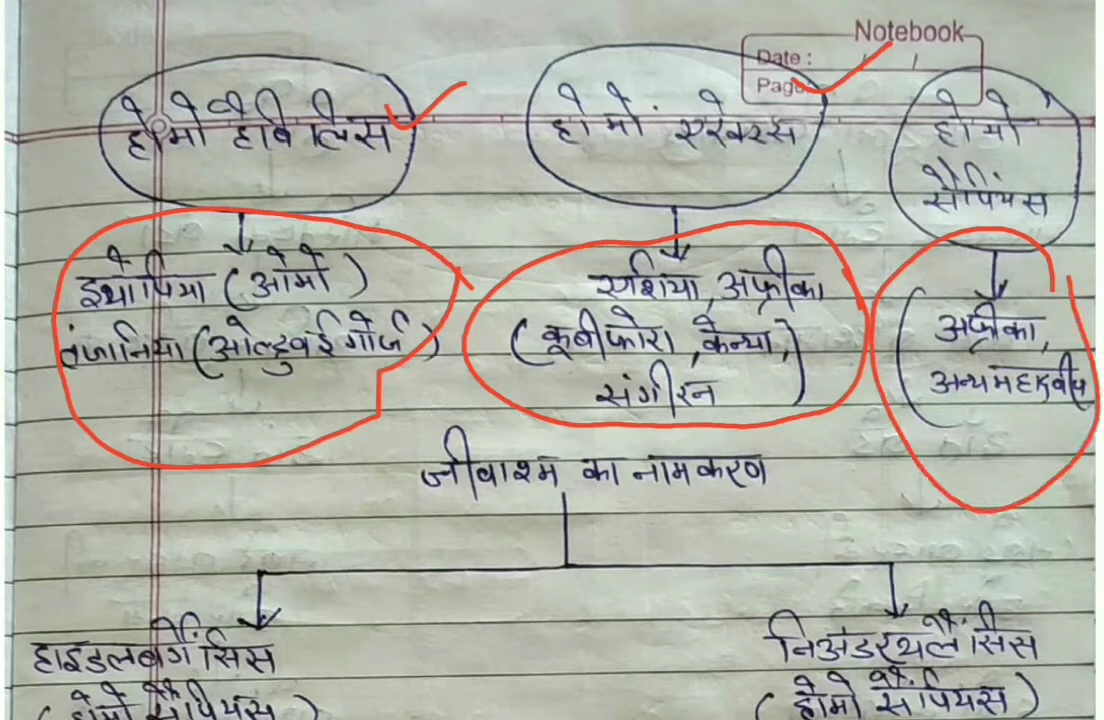 Notebook
Date : / /
Page
होमो हैबिलिस
होमों एरेक्टस
होमो
सैपियंस
इथोपिया (ओमो)
तंजानिया (ओल्डुवई गोर्ज)
एशिया, अफ्रीका
(कूबीफोरा, केन्या,
संगीरन)
अफ्रीका,
अन्य महाद्वीप
जीवाश्म का नामकरण
हाइडलबर्गेंसिस
(होमो सैपियंस)
निअंडरथलैंसिस
(होमो सैपियंस)